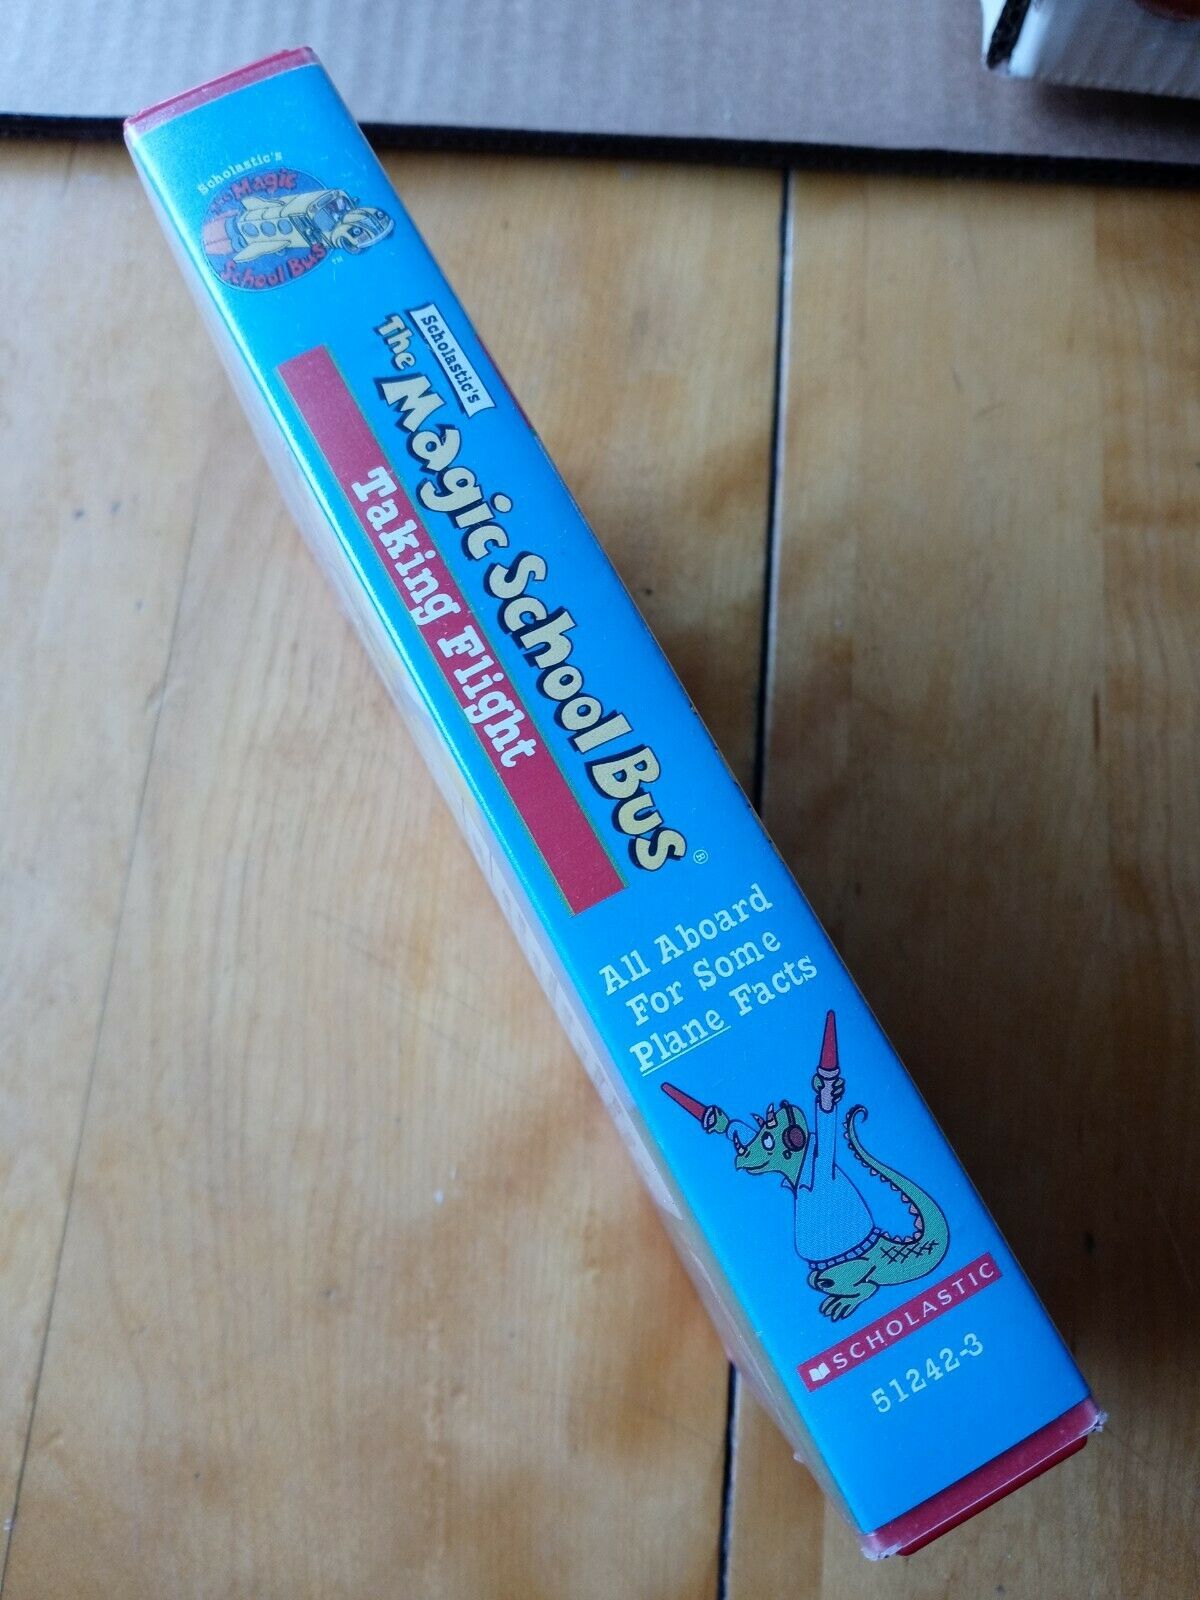 Scholastic's
The Magic
School Bus
TM
Scholastic's
The Magic School Bus®
Taking Flight
All Aboard
For Some
Plane Facts
SCHOLASTIC
51242-3